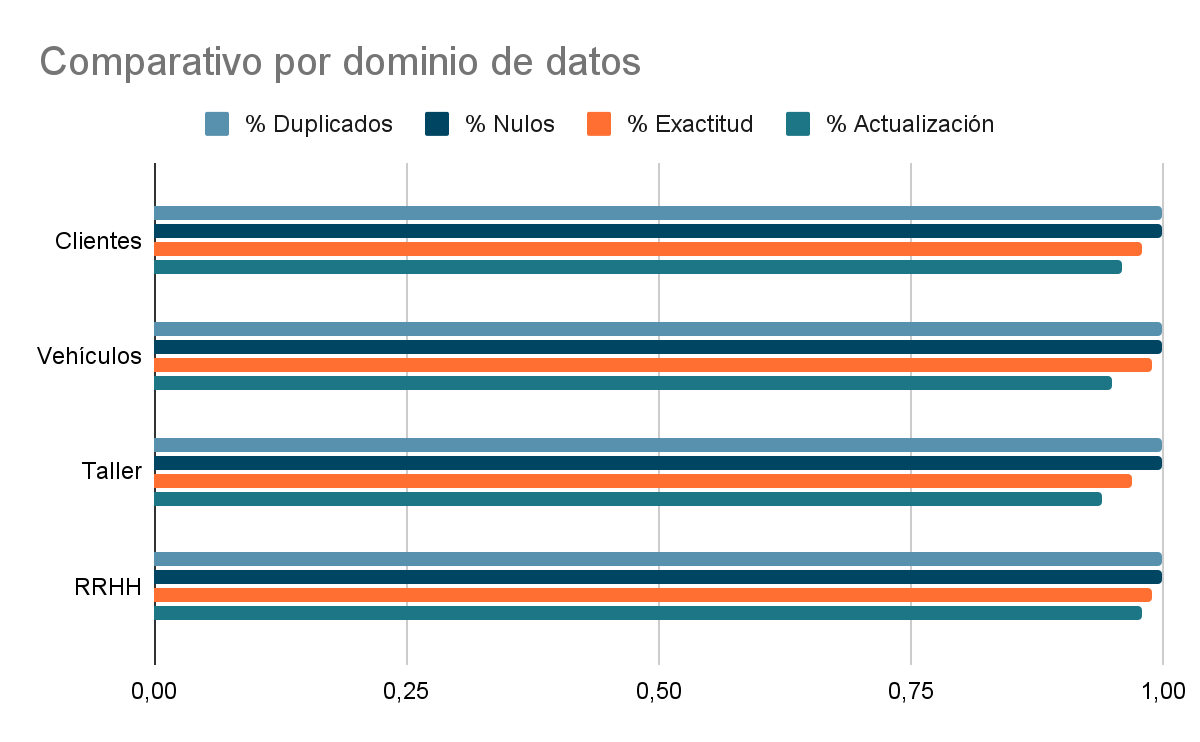 Comparativo por dominio de datos
% Duplicados % Nulos % Exactitud % Actualización
Clientes
Vehículos
Taller
RRHH
0,00 0,25 0,50 0,75 1,00